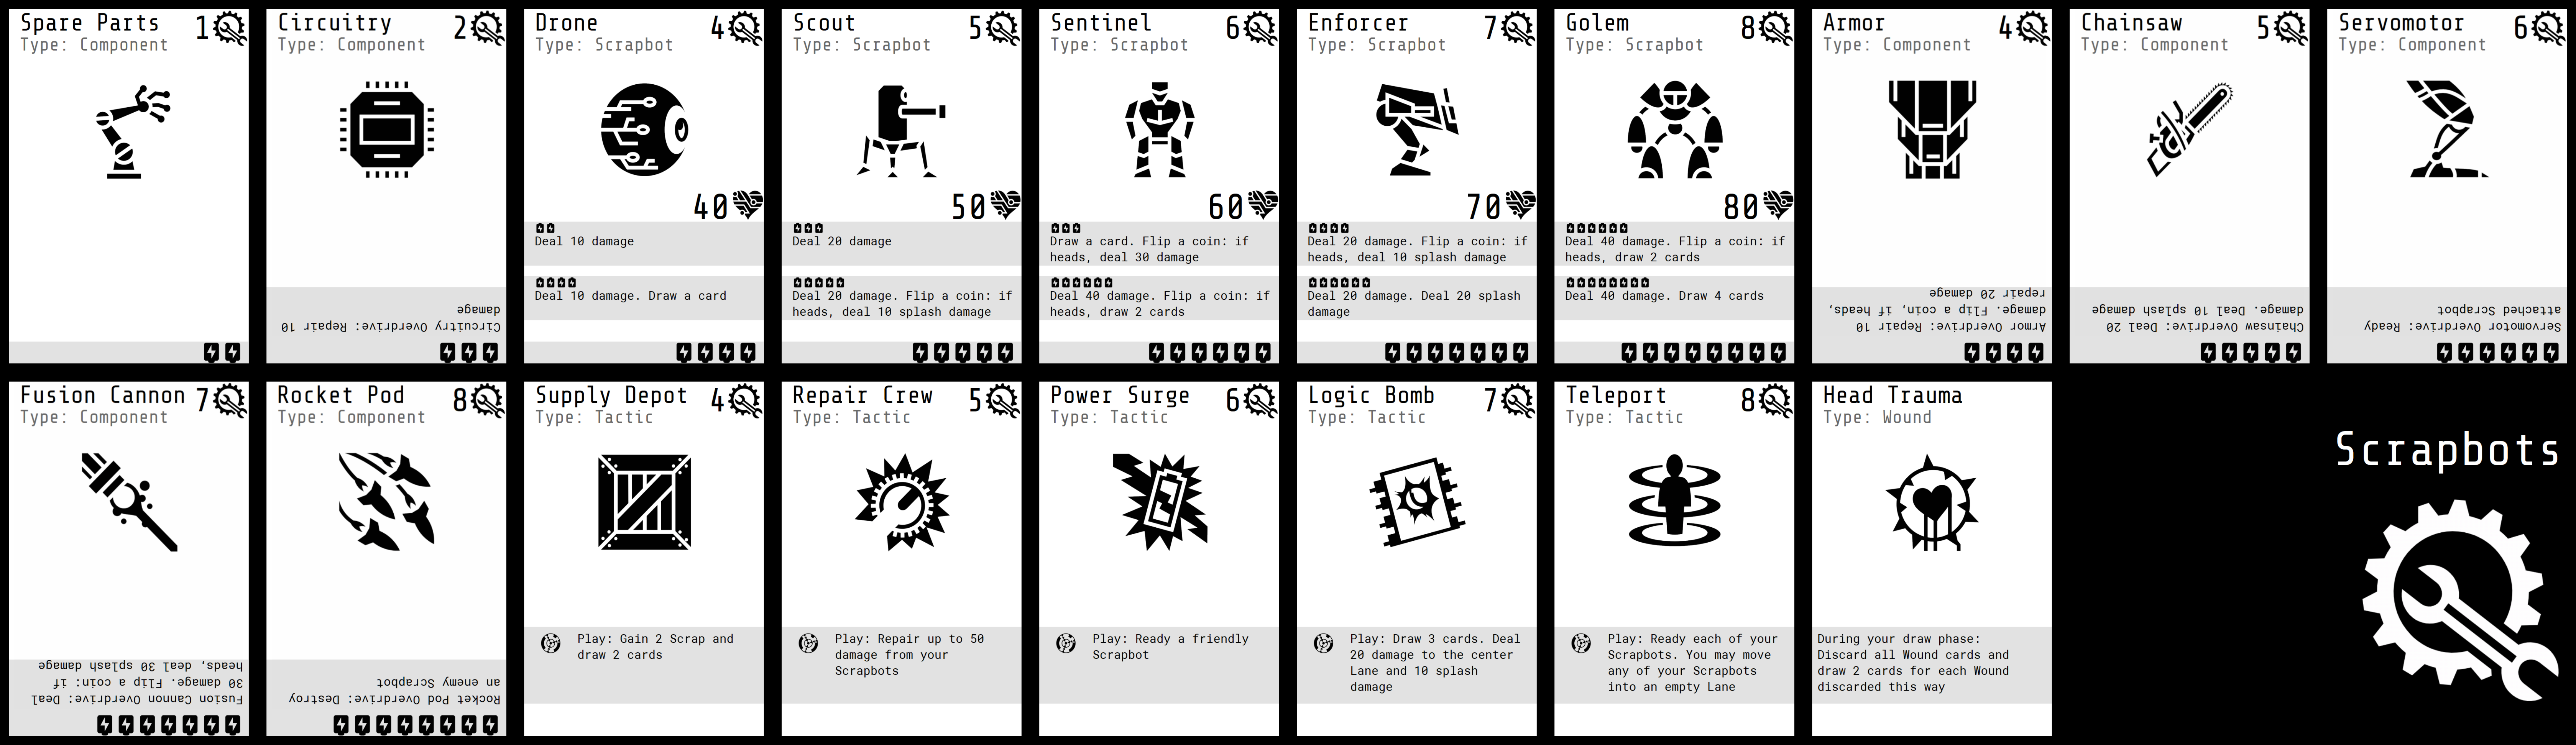 Spare Parts 1
Type: Component
Circuitry 2
Type: Component
Circuitry Overdrive: Repair 10
damage
Drone 4
Type: Scrapbot
40
Deal 10 damage
Deal 10 damage. Draw a card
Scout 5
Type: Scrapbot
50
Deal 20 damage
Deal 20 damage. Flip a coin: if
heads, deal 10 splash damage
Sentinel 6
Type: Scrapbot
60
Draw a card. Flip a coin: if
heads, deal 30 damage
Deal 40 damage. Flip a coin: if
heads, draw 2 cards
Enforcer 7
Type: Scrapbot
70
Deal 20 damage. Flip a coin: if
heads, deal 10 splash damage
Deal 20 damage. Deal 20 splash
damage
Golem 8
Type: Scrapbot
80
Deal 40 damage. Flip a coin: if
heads, draw 2 cards
Deal 40 damage. Draw 4 cards
Armor 4
Type: Component
Armor Overdrive: Repair 10
damage. Flip a coin, if heads,
repair 20 damage
Chainsaw 5
Type: Component
Chainsaw Overdrive: Deal 20
damage. Deal 10 splash damage
Servomotor 6
Type: Component
Servomotor Overdrive: Ready
attached Scrapbot
Fusion Cannon 7
Type: Component
Fusion Cannon Overdrive: Deal
30 damage. Flip a coin: if
heads, deal 30 splash damage
Rocket Pod 8
Type: Component
Rocket Pod Overdrive: Destroy
an enemy Scrapbot
Supply Depot 4
Type: Tactic
Play: Gain 2 Scrap and
draw 2 cards
Repair Crew 5
Type: Tactic
Play: Repair up to 50
damage from your
Scrapbots
Power Surge 6
Type: Tactic
Play: Ready a friendly
Scrapbot
Logic Bomb 7
Type: Tactic
Play: Draw 3 cards. Deal
20 damage to the center
Lane and 10 splash
damage
Teleport 8
Type: Tactic
Play: Ready each of your
Scrapbots. You may move
any of your Scrapbots
into an empty Lane
Head Trauma
Type: Wound
During your draw phase:
Discard all Wound cards and
draw 2 cards for each Wound
discarded this way
Scrapbots